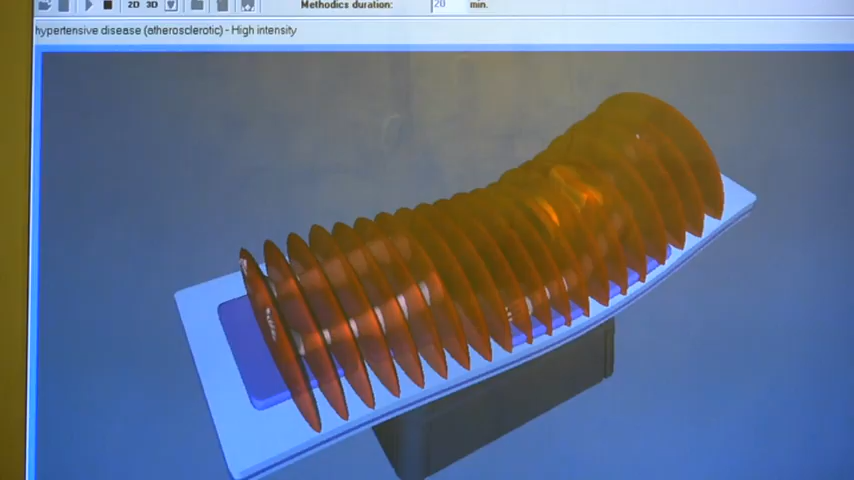 2D 3D Methodics duration: 20 min.
hypertensive disease (atherosclerotic) - High intensity